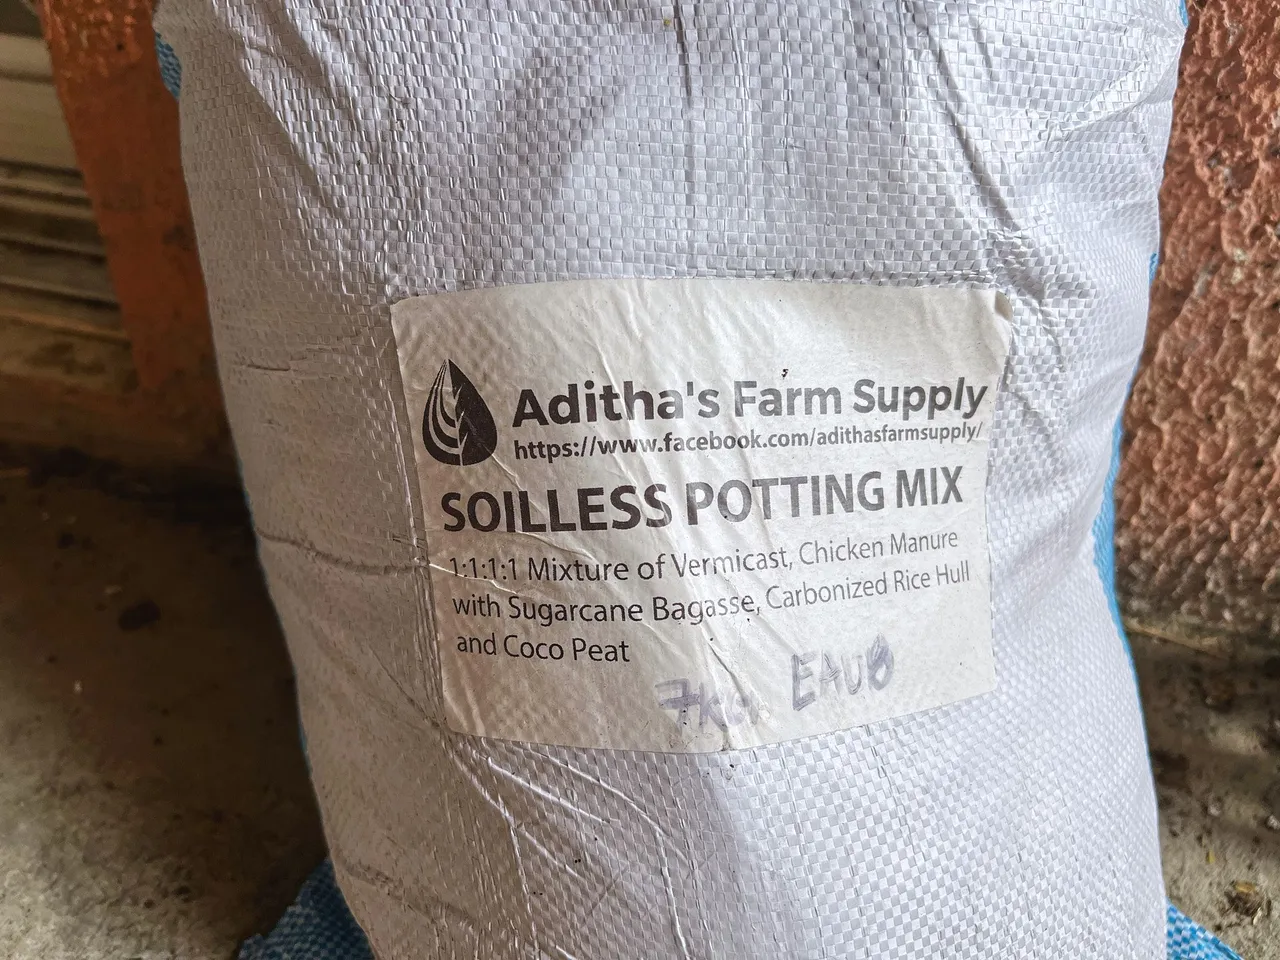 Aditha's Farm Supply
https://www.facebook.com/adithasfarmsupply/
SOILLESS POTTING MIX
1:1:1:1 Mixture of Vermicast, Chicken Manure
with Sugarcane Bagasse, Carbonized Rice Hull
and Coco Peat